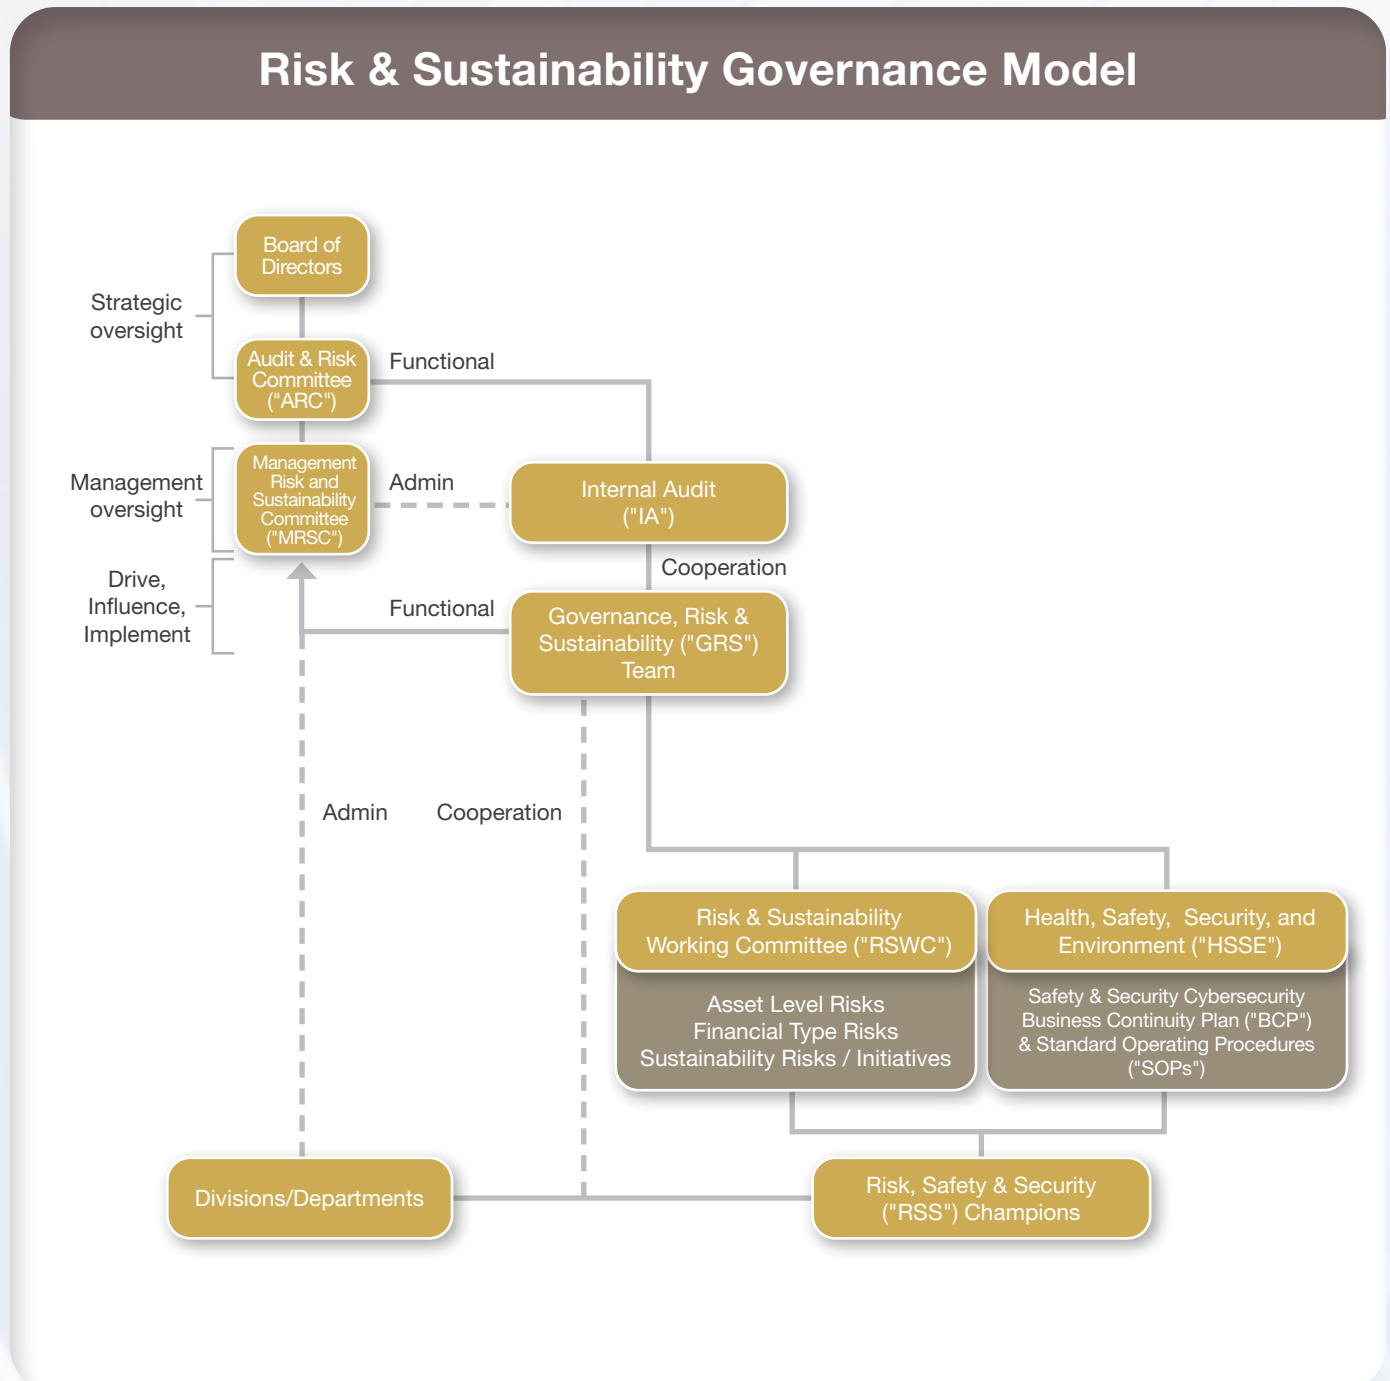 Risk & Sustainability Governance Model
Board of
Directors
Strategic
oversight
Audit & Risk
Committee
("ARC")
Functional
Management
oversight
Management
Risk and
Sustainability
Committee
("MRSC")
Admin
Internal Audit
("IA")
Cooperation
Drive,
Influence,
Implement
Functional
Governance, Risk &
Sustainability ("GRS")
Team
Admin
Cooperation
Risk & Sustainability
Working Committee ("RSWC")
Asset Level Risks
Financial Type Risks
Sustainability Risks / Initiatives
Health, Safety,  Security, and
Environment ("HSSE")
Safety & Security Cybersecurity
Business Continuity Plan ("BCP")
& Standard Operating Procedures
("SOPs")
Divisions/Departments
Risk, Safety & Security
("RSS") Champions